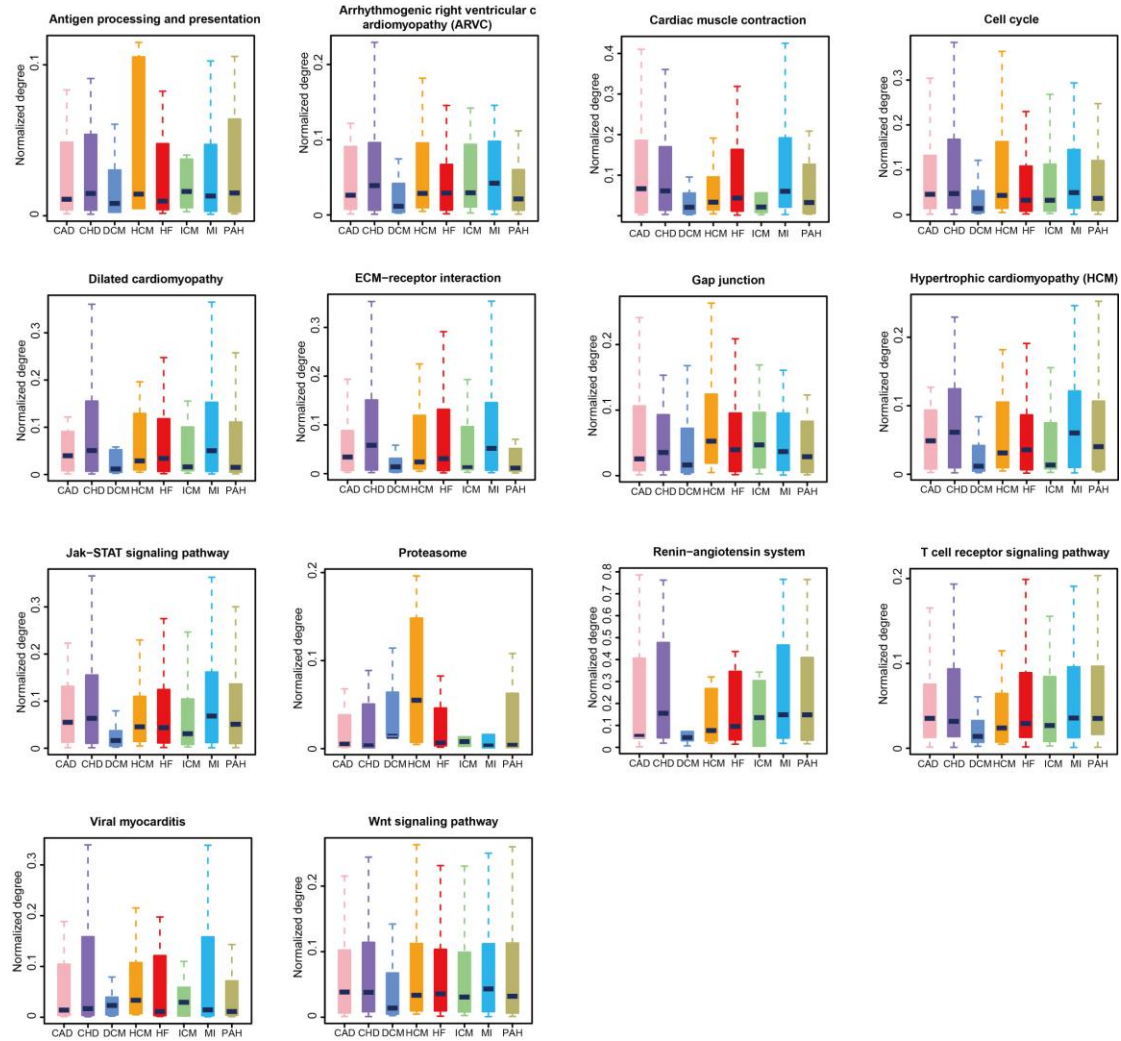 Antigen processing and presentation
Normalized degree
0.1
0
CAD CHD DCM HCM HF ICM MI PAH
Arrhythmogenic right ventricular c
ardiomyopathy (ARVC)
Normalized degree
0.2
0.1
0
CAD CHD DCM HCM HF ICM MI PAH
Cardiac muscle contraction
Normalized degree
0.4
0.3
0.2
0.1
0
CAD CHD DCM HCM HF ICM MI PAH
Cell cycle
Normalized degree
0.3
0.2
0.1
0
CAD CHD DCM HCM HF ICM MI PAH
Dilated cardiomyopathy
Normalized degree
0.3
0.2
0.1
0
CAD CHD DCM HCM HF ICM MI PAH
ECM−receptor interaction
Normalized degree
0.3
0.2
0.1
0
CAD CHD DCM HCM HF ICM MI PAH
Gap junction
Normalized degree
0.2
0.1
0
CAD CHD DCM HCM HF ICM MI PAH
Hypertrophic cardiomyopathy (HCM)
Normalized degree
0.2
0.1
0
CAD CHD DCM HCM HF ICM MI PAH
Jak−STAT signaling pathway
Normalized degree
0.3
0.2
0.1
0
CAD CHD DCM HCM HF ICM MI PAH
Proteasome
Normalized degree
0.2
0.1
0
CAD CHD DCM HCM HF ICM MI PAH
Renin−angiotensin system
Normalized degree
0.8
0.7
0.6
0.5
0.4
0.3
0.2
0.1
0
CAD CHD DCM HCM HF ICM MI PAH
T cell receptor signaling pathway
Normalized degree
0.2
0.1
0
CAD CHD DCM HCM HF ICM MI PAH
Viral myocarditis
Normalized degree
0.3
0.2
0.1
0
CAD CHD DCM HCM HF ICM MI PAH
Wnt signaling pathway
Normalized degree
0.2
0.1
0
CAD CHD DCM HCM HF ICM MI PAH